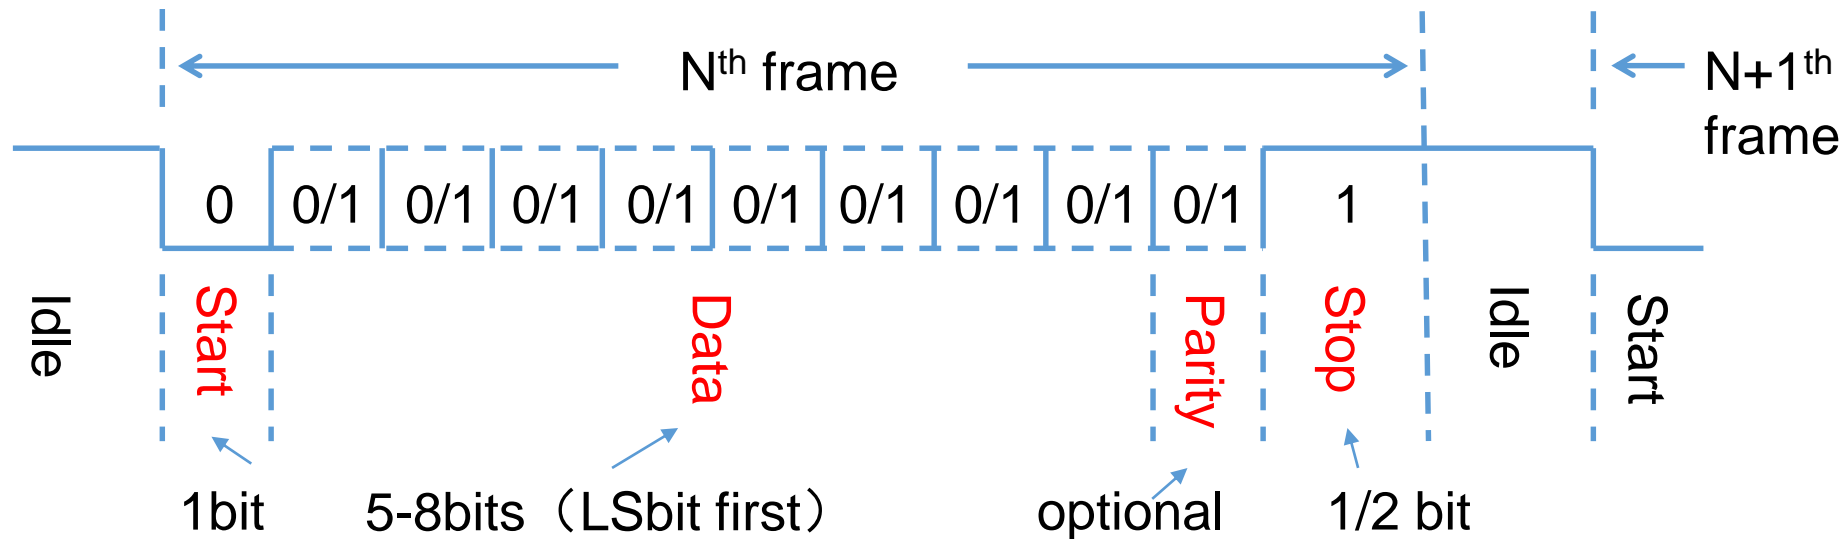 Nth frame
N+1th
frame
0 0/1 0/1 0/1 0/1 0/1 0/1 0/1 0/1 0/1 1
Idle Start Data Parity Stop Idle Start
1bit 5-8bits（LSbit first） optional 1/2 bit